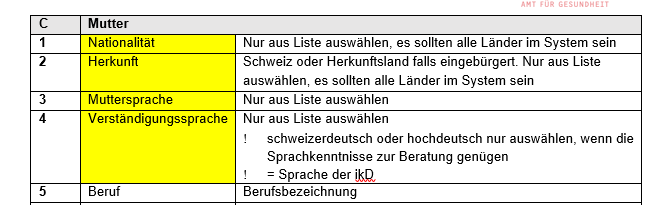 AMT FÜR GESUNDHEIT
C Mutter
1 Nationalität Nur aus Liste auswählen, es sollten alle Länder im System sein
2 Herkunft Schweiz oder Herkunftsland falls eingebürgert. Nur aus Liste
auswählen, es sollten alle Länder im System sein
3 Muttersprache Nur aus Liste auswählen
4 Verständigungssprache Nur aus Liste auswählen
! schweizerdeutsch oder hochdeutsch nur auswählen, wenn die
Sprachkenntnisse zur Beratung genügen
! = Sprache der ikD
5 Beruf Berufsbezeichnung